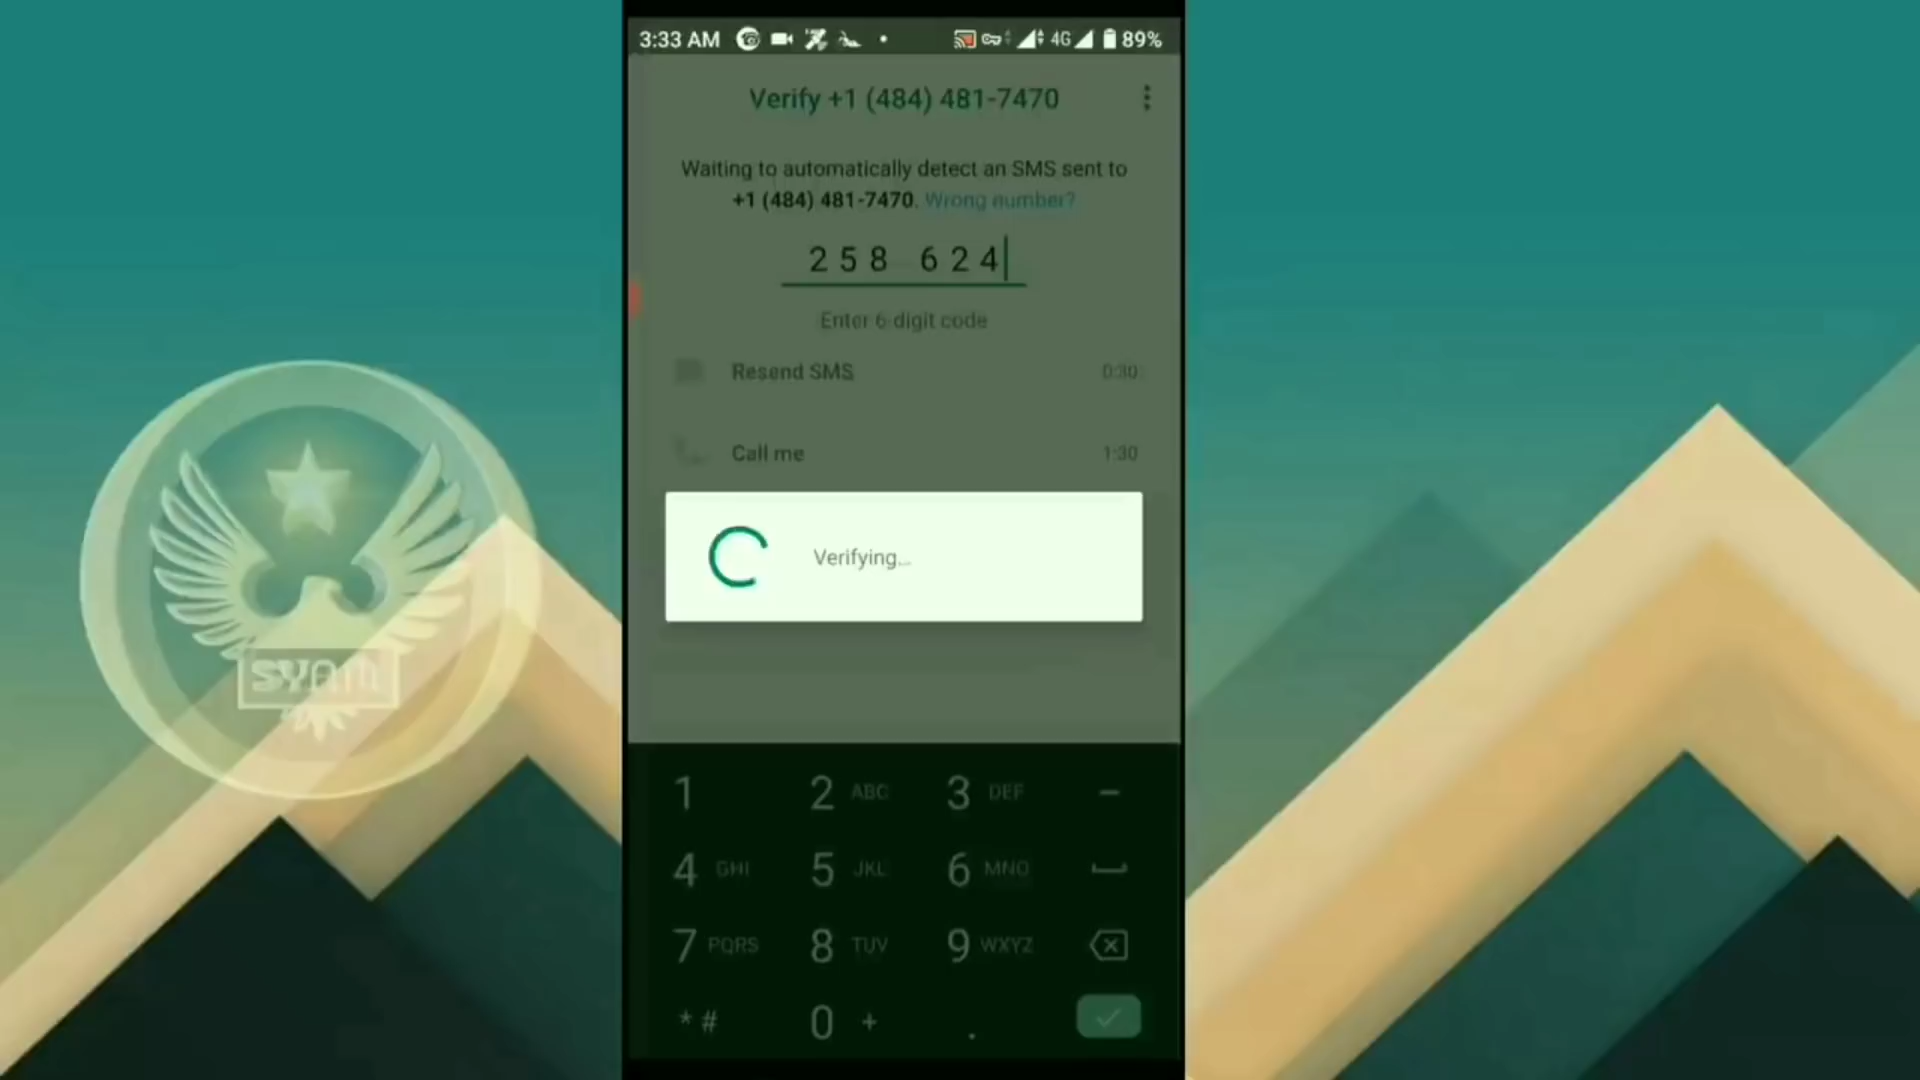 3:33 AM 4G 89%
Verify +1 (484) 481-7470
Waiting to automatically detect an SMS sent to
+1 (484) 481-7470. Wrong number?
258 624
Enter 6-digit code
Resend SMS 0:30
Call me 1:30
Verifying...
SYAM
1 2 ABC 3 DEF -
4 GHI 5 JKL 6 MNO
7 PQRS 8 TUV 9 WXYZ
* # 0 + .